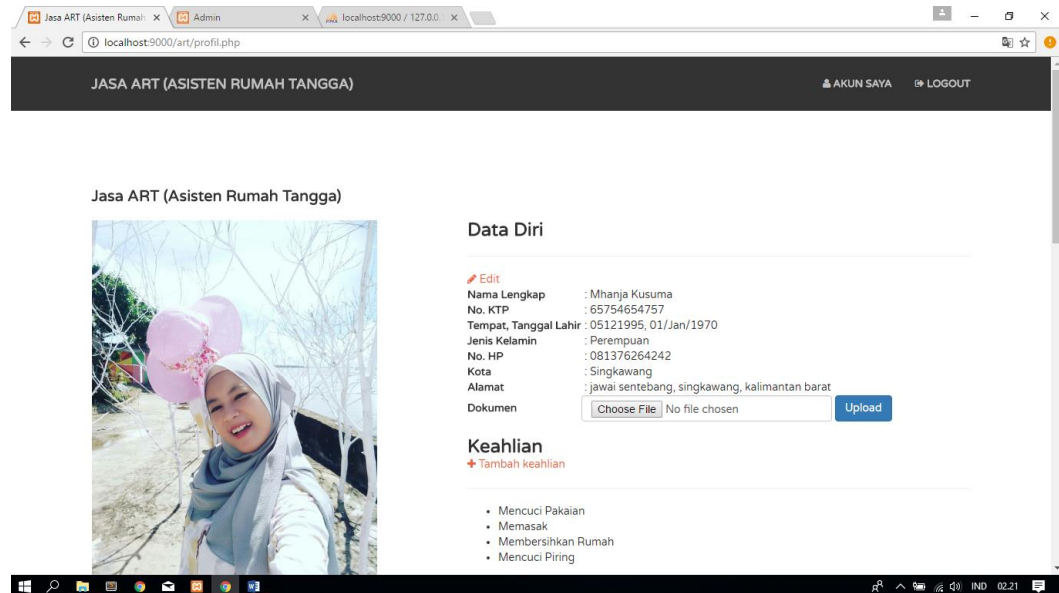 Jasa ART (Asisten Rumah
Admin
localhost:9000 / 127.0.0.
localhost:9000/art/profil.php
JASA ART (ASISTEN RUMAH TANGGA)
AKUN SAYA
LOGOUT
Jasa ART (Asisten Rumah Tangga)
Data Diri
Edit
Nama Lengkap : Mhanja Kusuma
No. KTP : 65754654757
Tempat, Tanggal Lahir : 05121995, 01/Jan/1970
Jenis Kelamin : Perempuan
No. HP : 081376264242
Kota : Singkawang
Alamat : jawai sentebang, singkawang, kalimantan barat
Dokumen Choose File No file chosen Upload
Keahlian
Tambah keahlian
• Mencuci Pakaian
• Memasak
• Membersihkan Rumah
• Mencuci Piring
IND 02.21